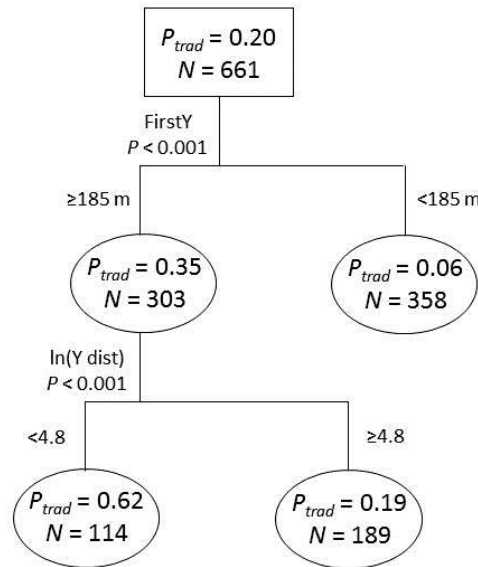 P_trad = 0.20
N = 661
FirstY
P < 0.001
≥185 m
<185 m
P_trad = 0.35
N = 303
P_trad = 0.06
N = 358
ln(Y dist)
P < 0.001
<4.8
≥4.8
P_trad = 0.62
N = 114
P_trad = 0.19
N = 189